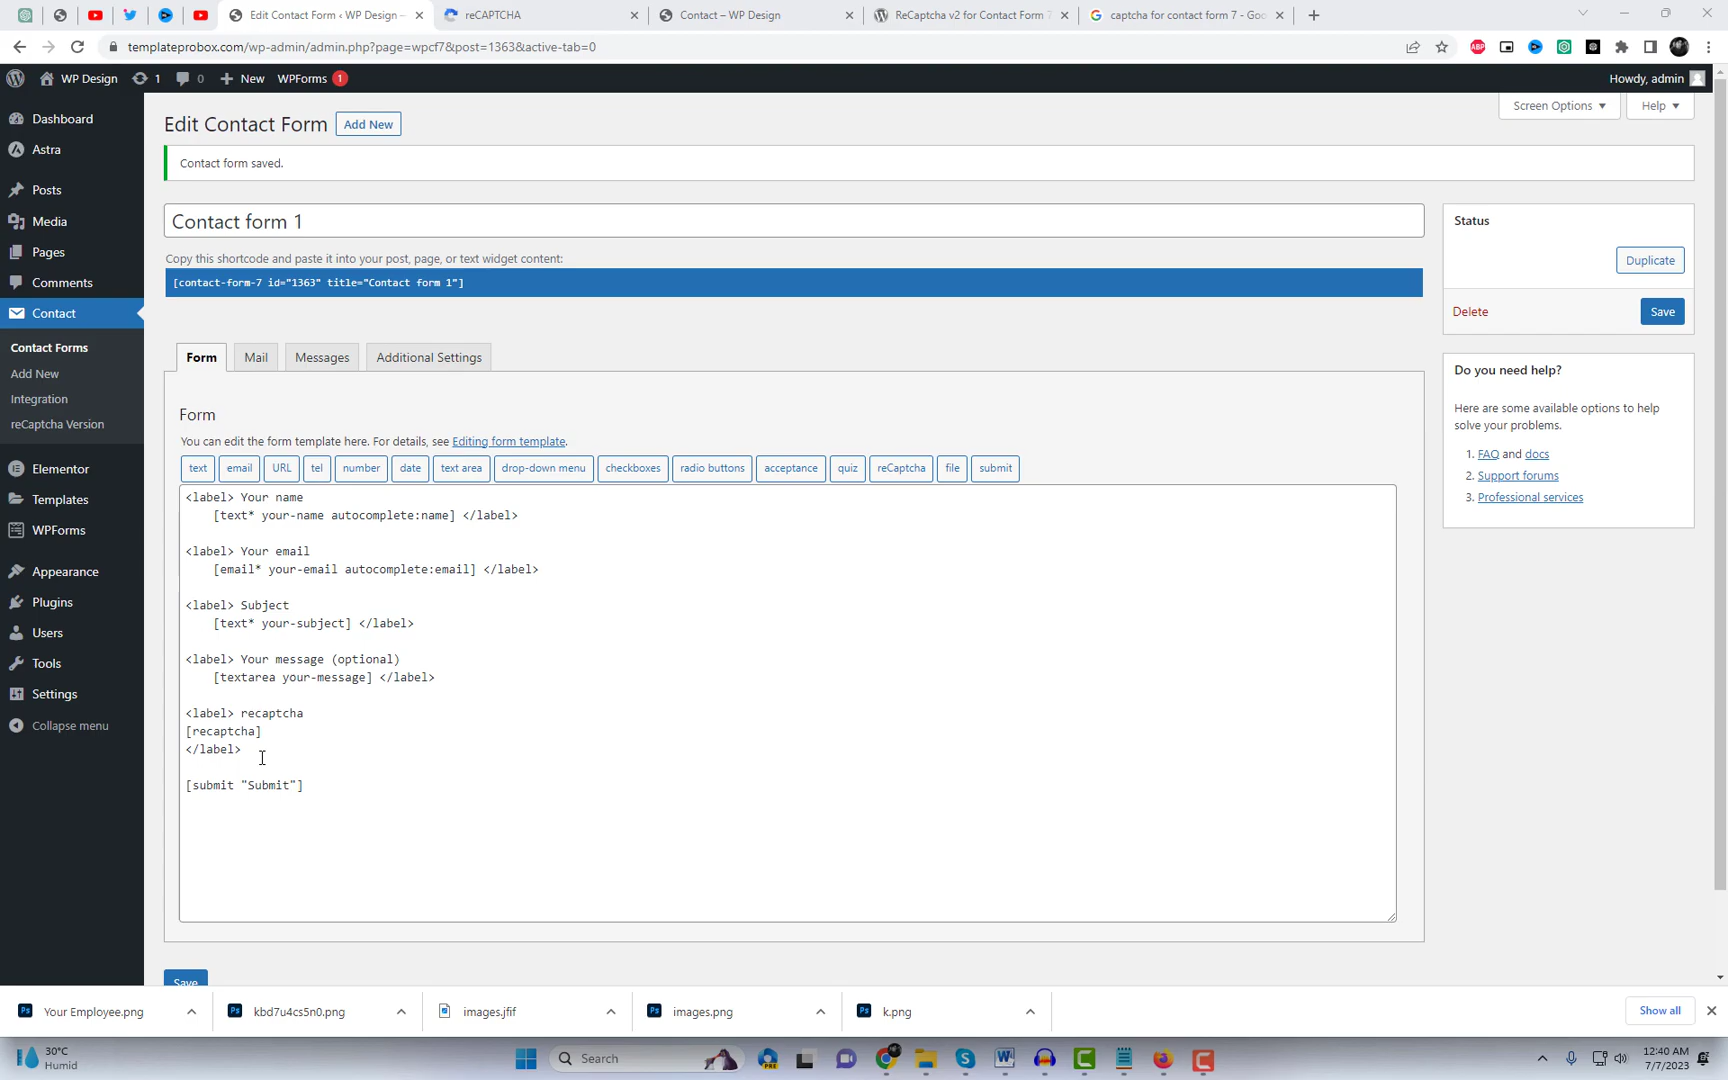 Edit Contact Form ‹ WP Design —
reCAPTCHA
Contact – WP Design
ReCaptcha v2 for Contact Form 7
captcha for contact form 7 - Goo
templateprobox.com/wp-admin/admin.php?page=wpcf7&post=1363&active-tab=0
WP Design
1
0
New
WPForms 1
Howdy, admin
Dashboard
Astra
Posts
Media
Pages
Comments
Contact
Contact Forms
Add New
Integration
reCaptcha Version
Elementor
Templates
WPForms
Appearance
Plugins
Users
Tools
Settings
Collapse menu
Screen Options
Help
Edit Contact Form
Add New
Contact form saved.
Contact form 1
Copy this shortcode and paste it into your post, page, or text widget content:
[contact-form-7 id="1363" title="Contact form 1"]
Form
Mail
Messages
Additional Settings
Form
You can edit the form template here. For details, see Editing form template.
text
email
URL
tel
number
date
text area
drop-down menu
checkboxes
radio buttons
acceptance
quiz
reCaptcha
file
submit
<label> Your name
[text* your-name autocomplete:name] </label>
<label> Your email
[email* your-email autocomplete:email] </label>
<label> Subject
[text* your-subject] </label>
<label> Your message (optional)
[textarea your-message] </label>
<label> recaptcha
[recaptcha]
</label>
[submit "Submit"]
Save
Status
Duplicate
Delete
Save
Do you need help?
Here are some available options to help
solve your problems.
1. FAQ and docs
2. Support forums
3. Professional services
Your Employee.png
kbd7u4cs5n0.png
images.jfif
images.png
k.png
Show all
30°C
Humid
Search
12:40 AM
7/7/2023